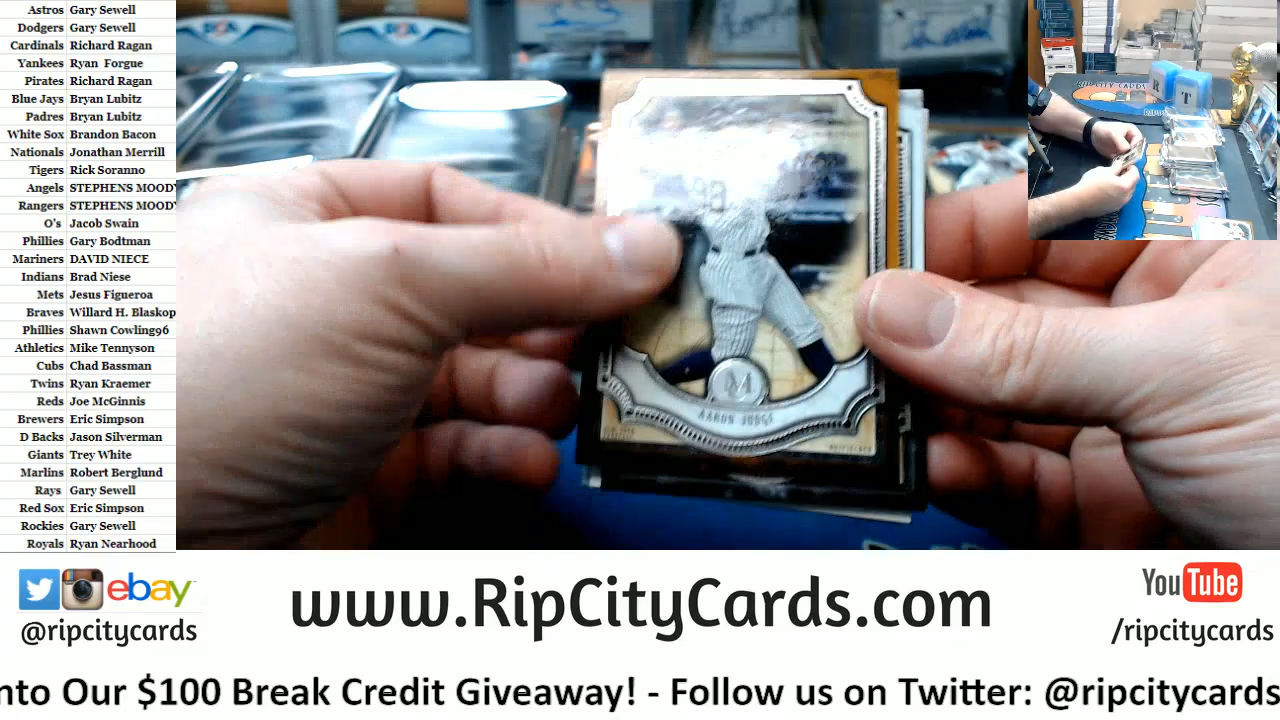 Astros Gary Sewell
Dodgers Gary Sewell
Cardinals Richard Ragan
Yankees Ryan Forgue
Pirates Richard Ragan
Blue Jays Bryan Lubitz
Padres Bryan Lubitz
White Sox Brandon Bacon
Nationals Jonathan Merrill
Tigers Rick Soranno
Angels STEPHENS MOODY
Rangers STEPHENS MOODY
O's Jacob Swain
Phillies Gary Bodtman
Mariners DAVID NIECE
Indians Brad Niese
Mets Jesus Figueroa
Braves Willard H. Blaskop
Phillies Shawn Cowling96
Athletics Mike Tennyson
Cubs Chad Bassman
Twins Ryan Kraemer
Reds Joe McGinnis
Brewers Eric Simpson
D Backs Jason Silverman
Giants Trey White
Marlins Robert Berglund
Rays Gary Sewell
Red Sox Eric Simpson
Rockies Gary Sewell
Royals Ryan Nearhood
99
M
AARON JUDGE
RIP CITY CARDS
R T
ebay
@ripcitycards
www.RipCityCards.com
YouTube
/ripcitycards
nto Our $100 Break Credit Giveaway! - Follow us on Twitter: @ripcitycards